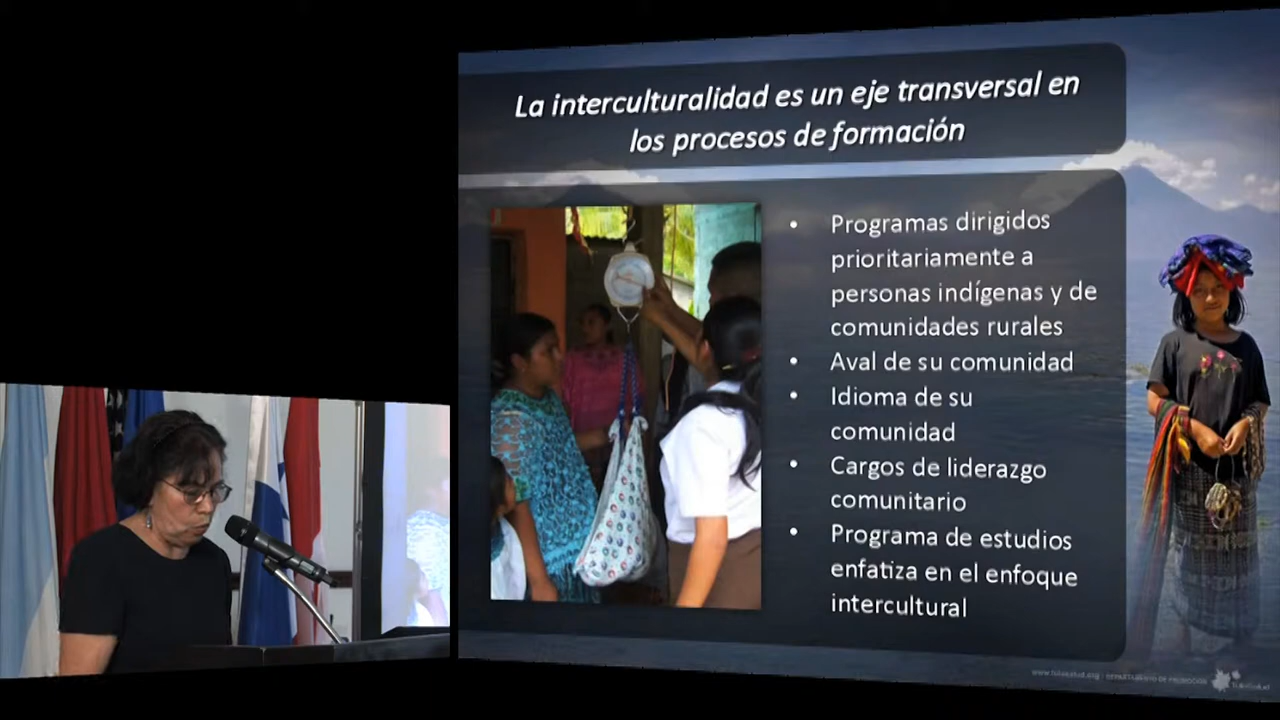 La interculturalidad es un eje transversal en
los procesos de formación
• Programas dirigidos
prioritariamente a
personas indígenas y de
comunidades rurales
• Aval de su comunidad
• Idioma de su
comunidad
• Cargos de liderazgo
comunitario
• Programa de estudios
enfatiza en el enfoque
intercultural